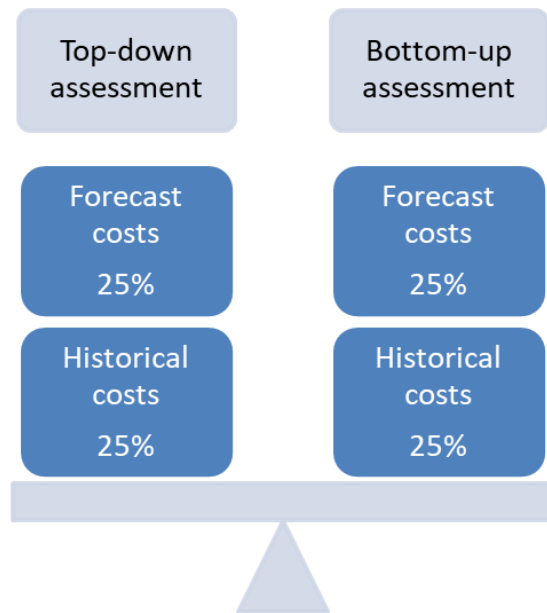 Top-down
assessment
Bottom-up
assessment
Forecast
costs
25%
Forecast
costs
25%
Historical
costs
25%
Historical
costs
25%